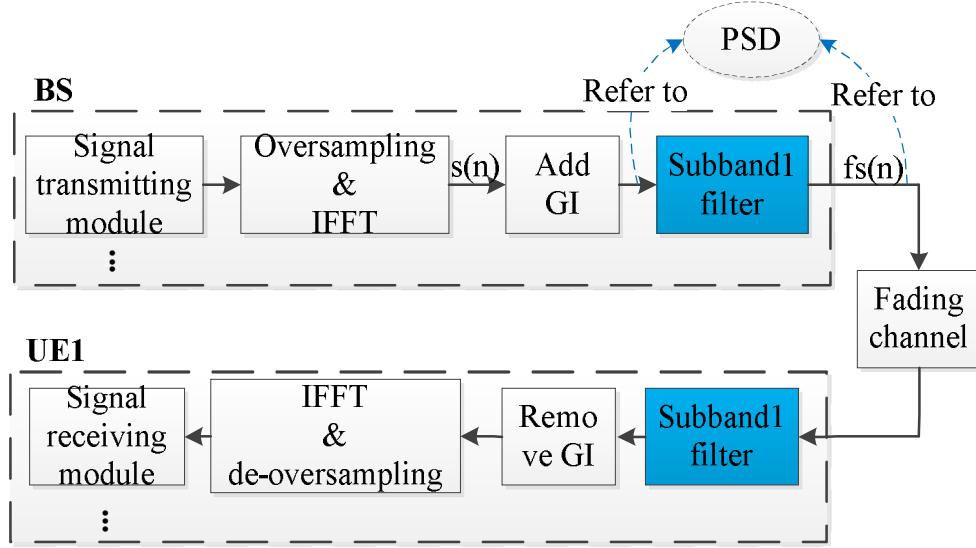 PSD
Refer to
Refer to
BS
Signal
transmitting
module
Oversampling
&
IFFT
s(n)
Add
GI
Subband1
filter
fs(n)
Fading
channel
UE1
Signal
receiving
module
IFFT
&
de-oversampling
Remo
ve GI
Subband1
filter